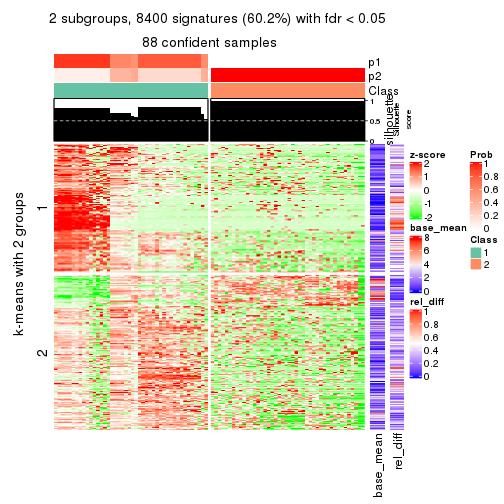 2 subgroups, 8400 signatures (60.2%) with fdr < 0.05
88 confident samples
p1
p2
Class
silhouette
1
0.5
0
Silhouette
score
k-means with 2 groups
1
2
base_mean
rel_diff
z-score
2
1
0
-1
-2
base_mean
8
6
4
2
0
rel_diff
1
0.8
0.6
0.4
0.2
0
Prob
1
0.8
0.6
0.4
0.2
0
Class
1
2